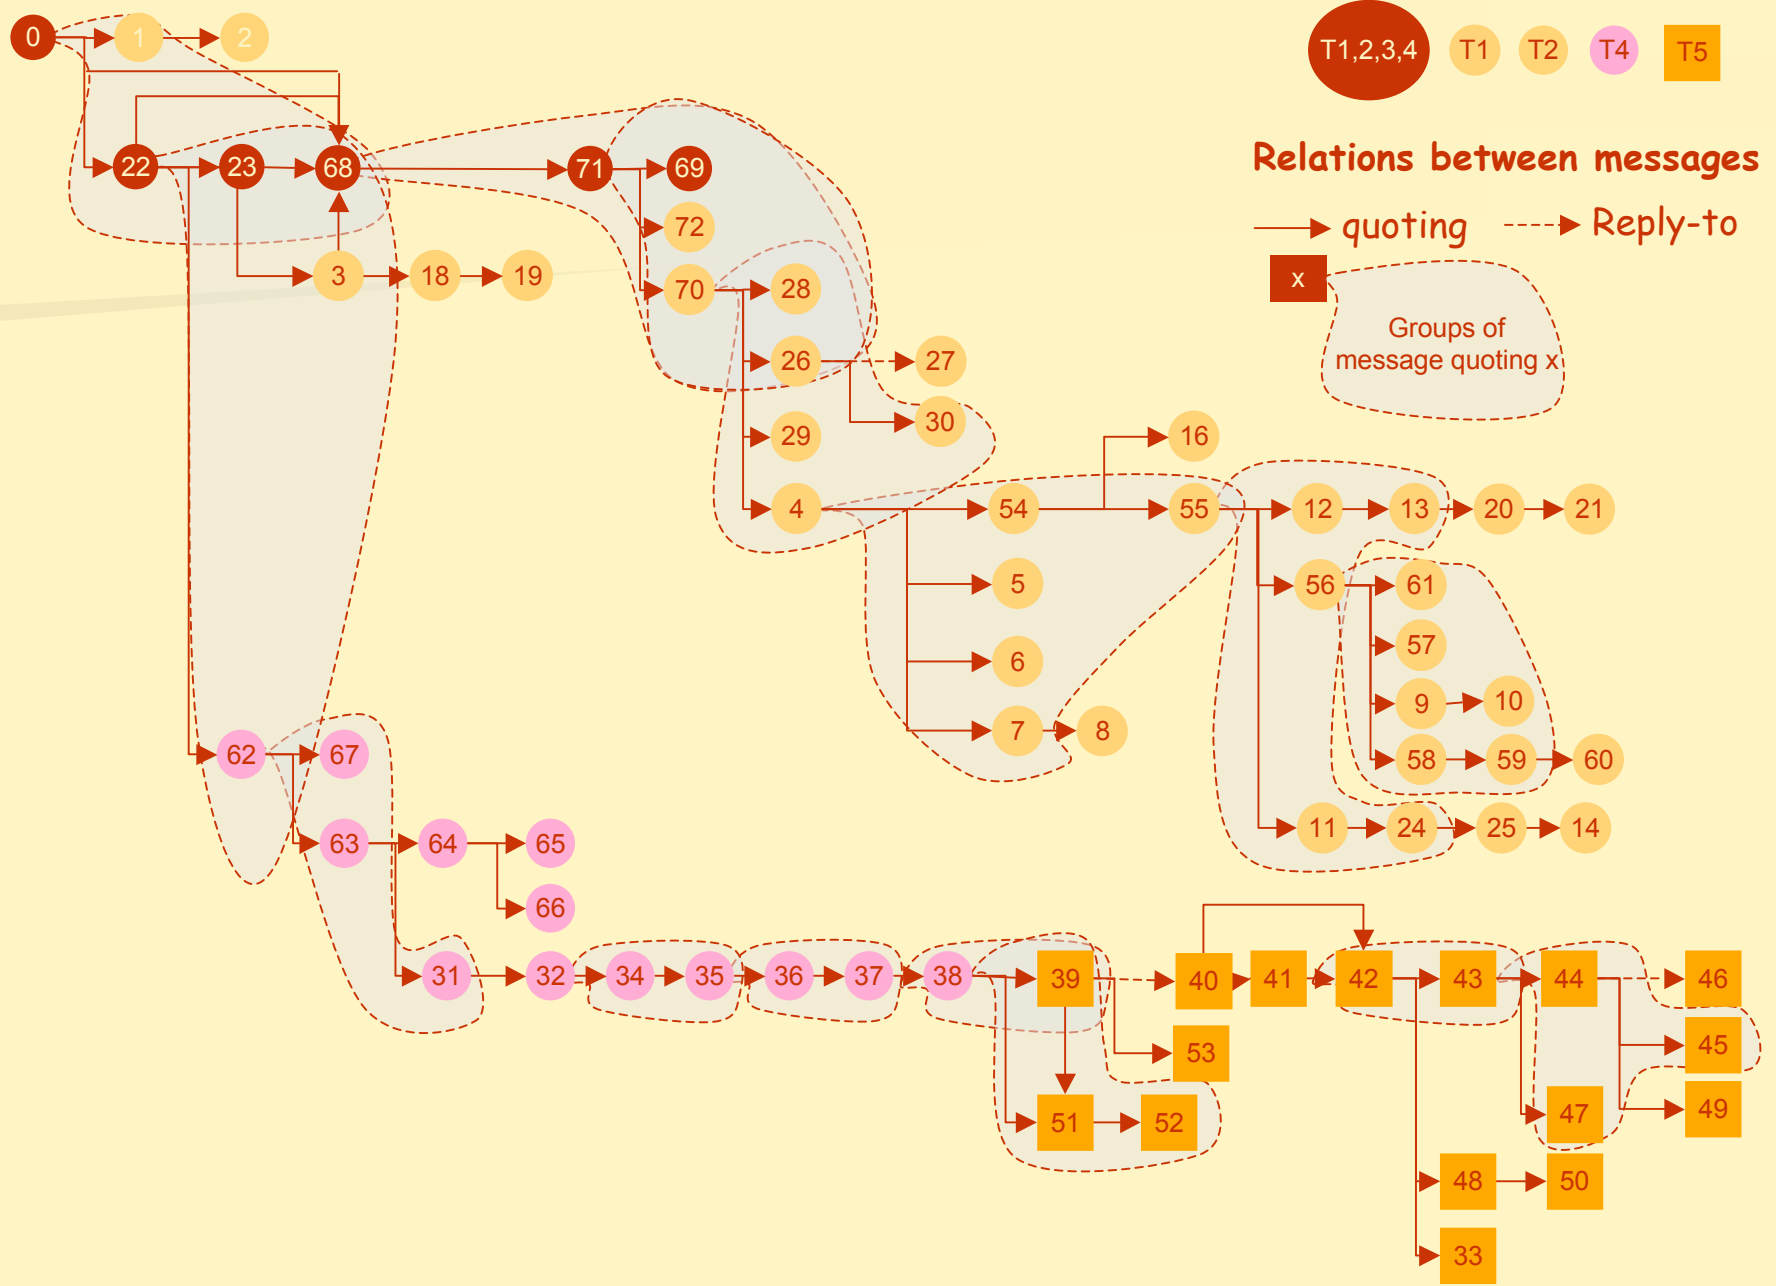 0 1 2 T1,2,3,4 T1 T2 T4 T5
Relations between messages
22 23 68 71 69
quoting Reply-to
72
3 18 19 70 28 x
Groups of
message quoting x
26 27
30
29 16
4 54 55 12 13 20 21
5 56 61
57
6
9 10
7 8
62 67 58 59 60
11 24 25 14
63 64 65
66
31 32 34 35 36 37 38 39 40 41 42 43 44 46
53 45
51 52 47 49
48 50
33